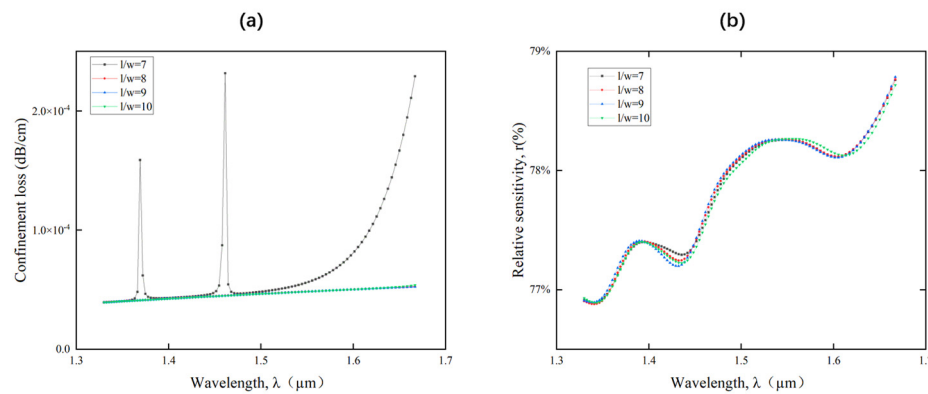 (a)
(b)
Confinement loss (dB/cm)
2.0×10⁻⁴
1.0×10⁻⁴
0.0
l/w=7
l/w=8
l/w=9
l/w=10
1.3 1.4 1.5 1.6 1.7
Wavelength, λ（μm）
Relative sensitivity, r(%)
79%
78%
77%
l/w=7
l/w=8
l/w=9
l/w=10
1.3 1.4 1.5 1.6
Wavelength, λ（μm）